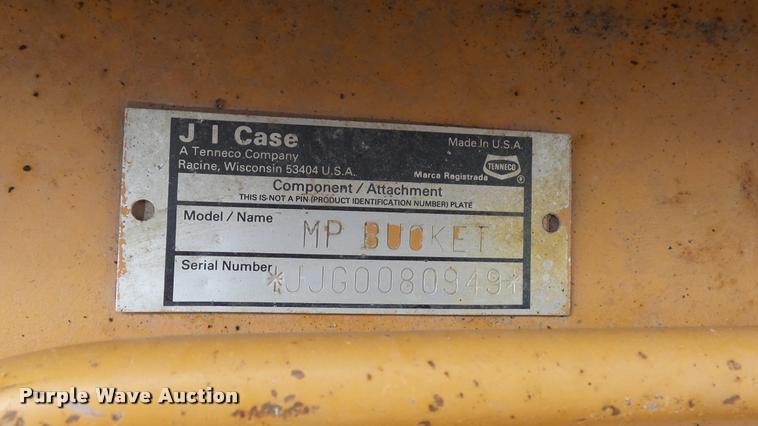 J I Case
A Tenneco Company
Racine, Wisconsin 53404 U.S.A.
Made in U.S.A.
TENNECO
Marca Registrada ®
Component / Attachment
THIS IS NOT A PIN (PRODUCT IDENTIFICATION NUMBER) PLATE
Model / Name MP BUCKET
Serial Number *JJG0080949*
Purple Wave Auction